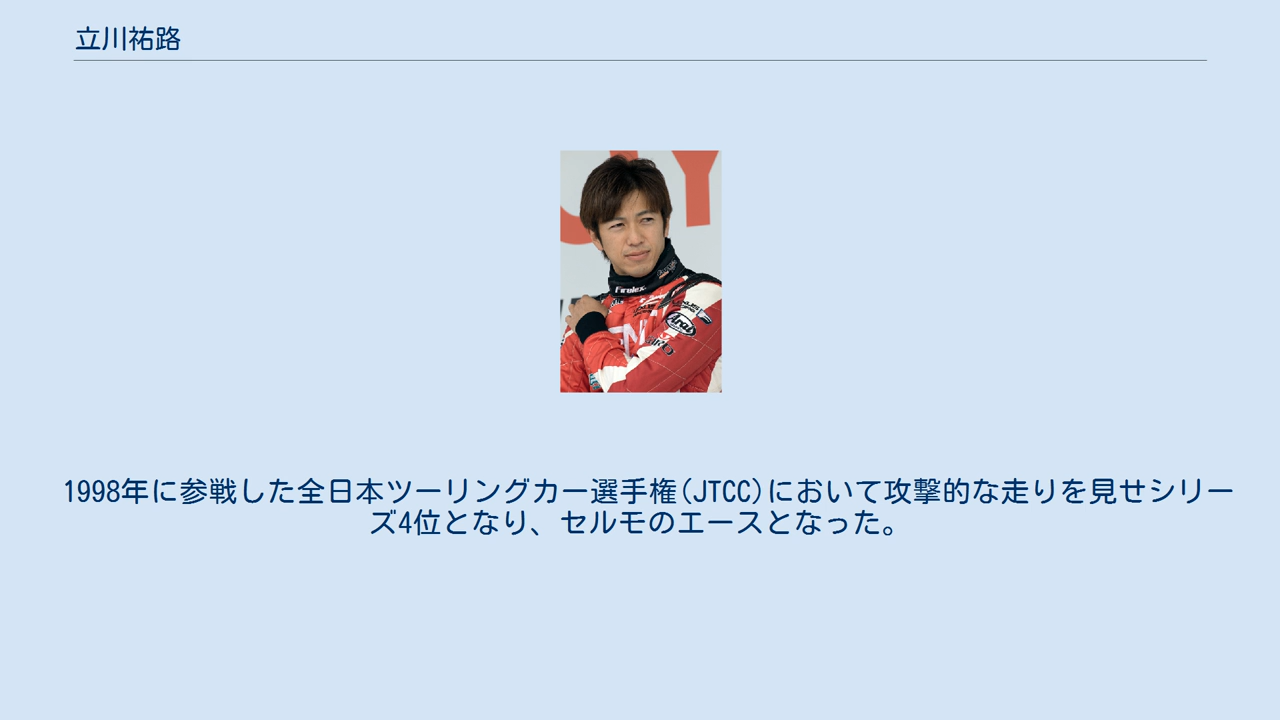 立川祐路
Firolex
Arai
1998年に参戦した全日本ツーリングカー選手権(JTCC)において攻撃的な走りを見せシリー
ズ4位となり、セルモのエースとなった。